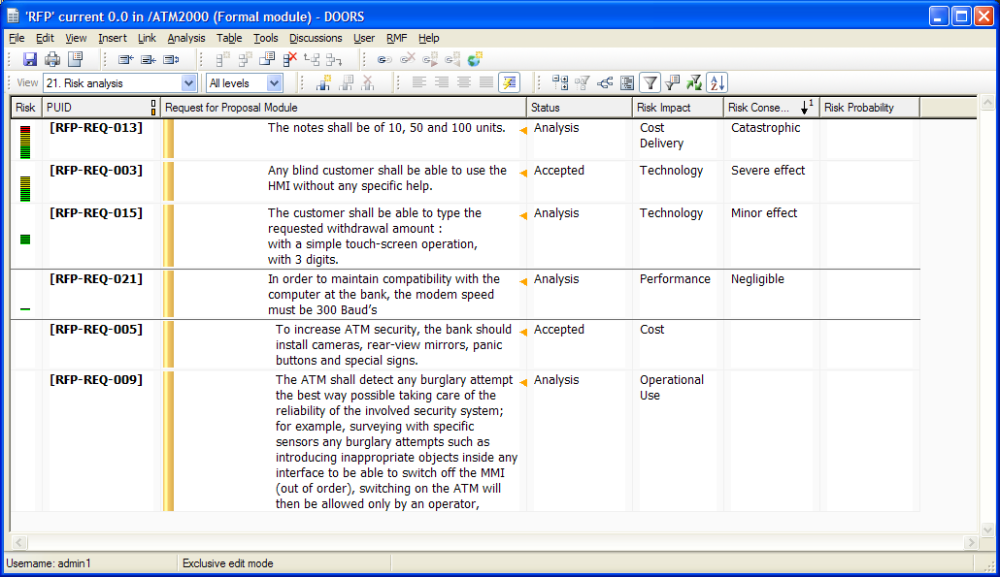 'RFP' current 0.0 in /ATM2000 (Formal module) - DOORS
File Edit View Insert Link Analysis Table Tools Discussions User RMF Help
View 21. Risk analysis All levels
Risk PUID Request for Proposal Module Status Risk Impact Risk Conse... 1 Risk Probability
[RFP-REQ-013] The notes shall be of 10, 50 and 100 units. Analysis Cost Catastrophic
Delivery
[RFP-REQ-003] Any blind customer shall be able to use the Accepted Technology Severe effect
HMI without any specific help.
[RFP-REQ-015] The customer shall be able to type the Analysis Technology Minor effect
requested withdrawal amount :
with a simple touch-screen operation,
with 3 digits.
[RFP-REQ-021] In order to maintain compatibility with the Analysis Performance Negligible
computer at the bank, the modem speed
must be 300 Baud's
[RFP-REQ-005] To increase ATM security, the bank should Accepted Cost
install cameras, rear-view mirrors, panic
buttons and special signs.
[RFP-REQ-009] The ATM shall detect any burglary attempt Analysis Operational
the best way possible taking care of the Use
reliability of the involved security system;
for example, surveying with specific
sensors any burglary attempts such as
introducing inappropriate objects inside any
interface to be able to switch off the MMI
(out of order), switching on the ATM will
then be allowed only by an operator,
Username: admin1 Exclusive edit mode